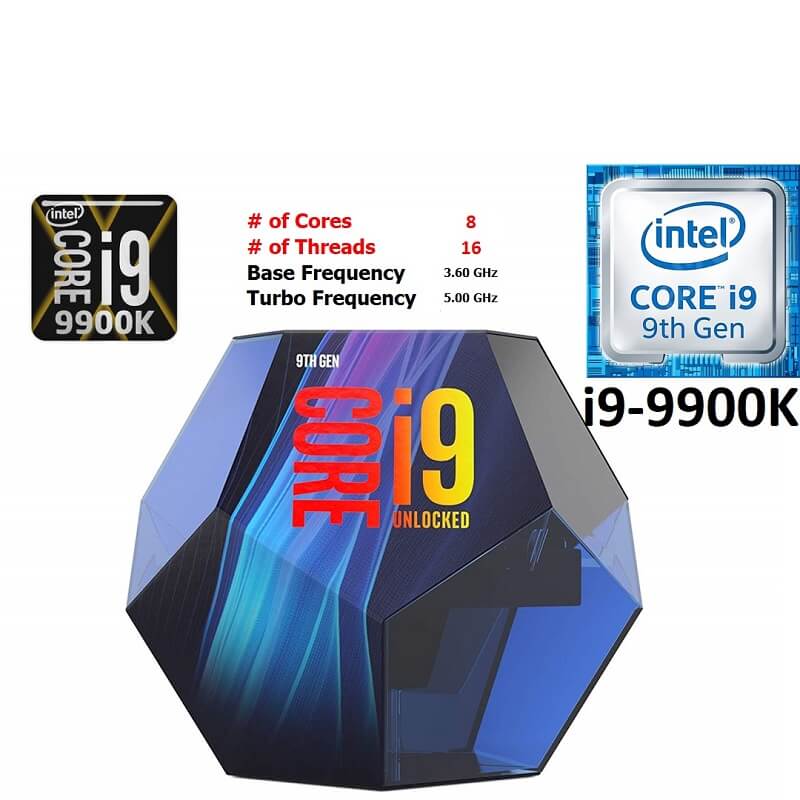 intel
CORE
i9
9900K
# of Cores 8
# of Threads 16
Base Frequency 3.60 GHz
Turbo Frequency 5.00 GHz
intel
CORE™ i9
9th Gen
i9-9900K
9TH GEN
CORE
i9
UNLOCKED